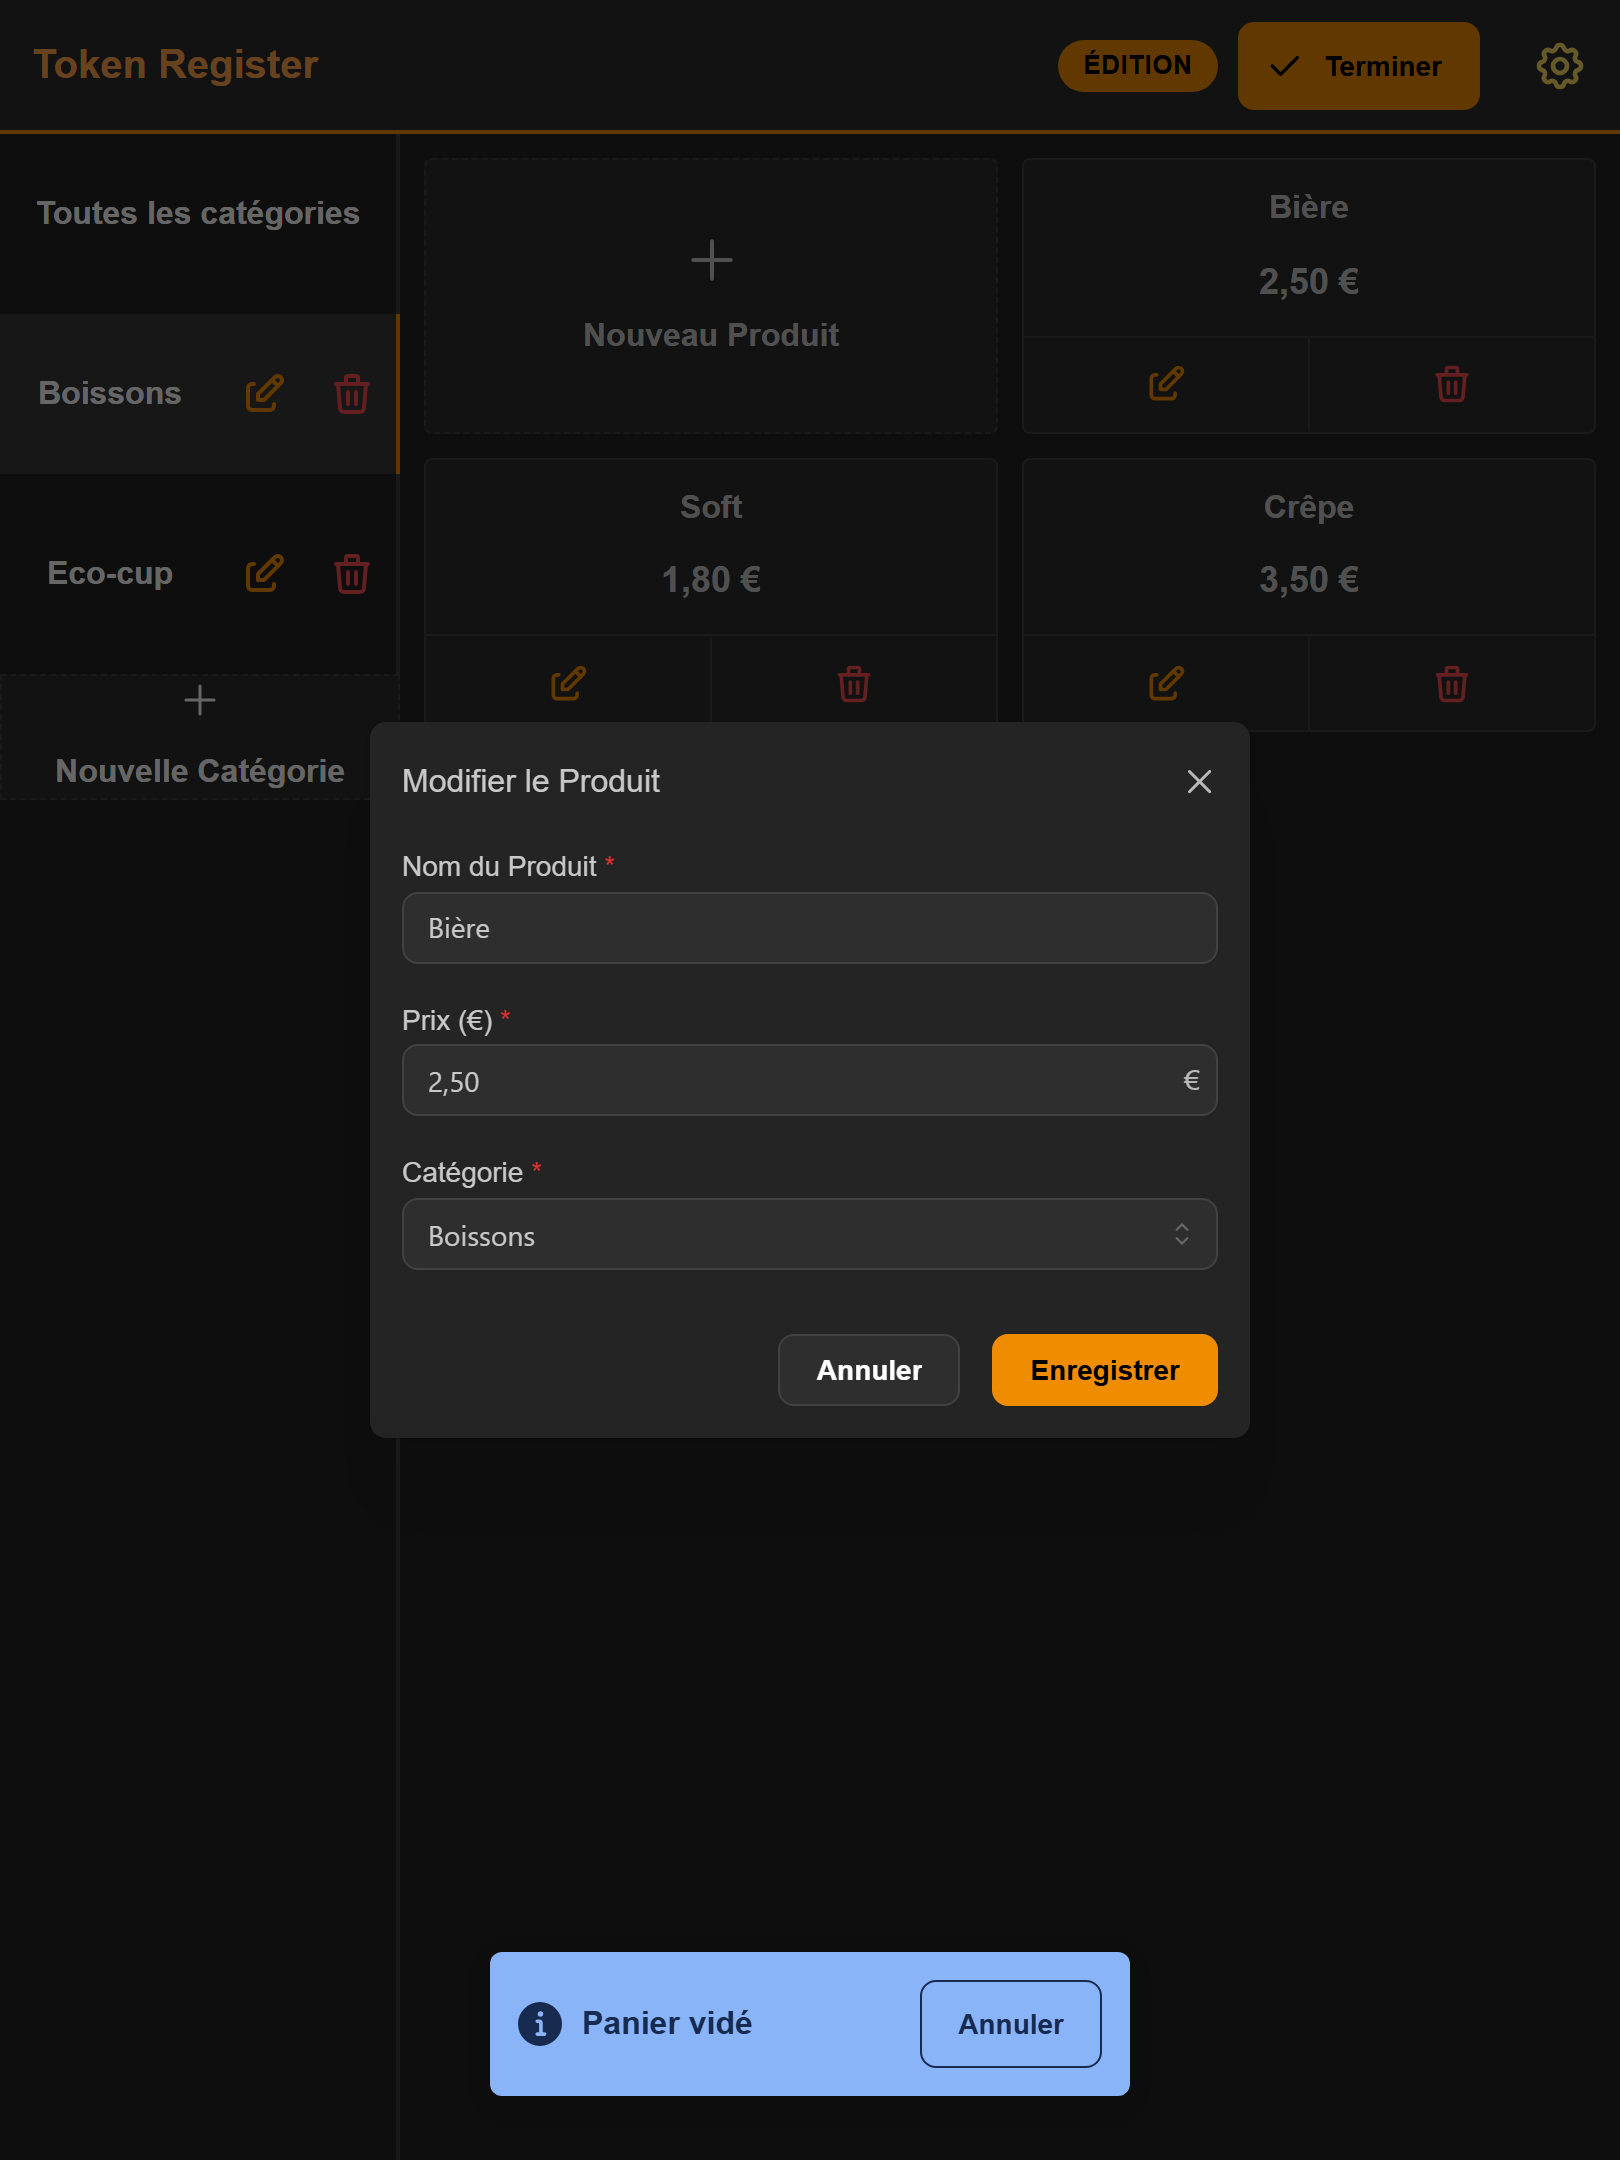 Token Register
ÉDITION
Terminer
Toutes les catégories
Boissons
Eco-cup
Nouvelle Catégorie
Nouveau Produit
Bière
2,50 €
Soft
1,80 €
Crêpe
3,50 €
Modifier le Produit
Nom du Produit *
Bière
Prix (€) *
2,50 €
Catégorie *
Boissons
Annuler
Enregistrer
Panier vidé
Annuler